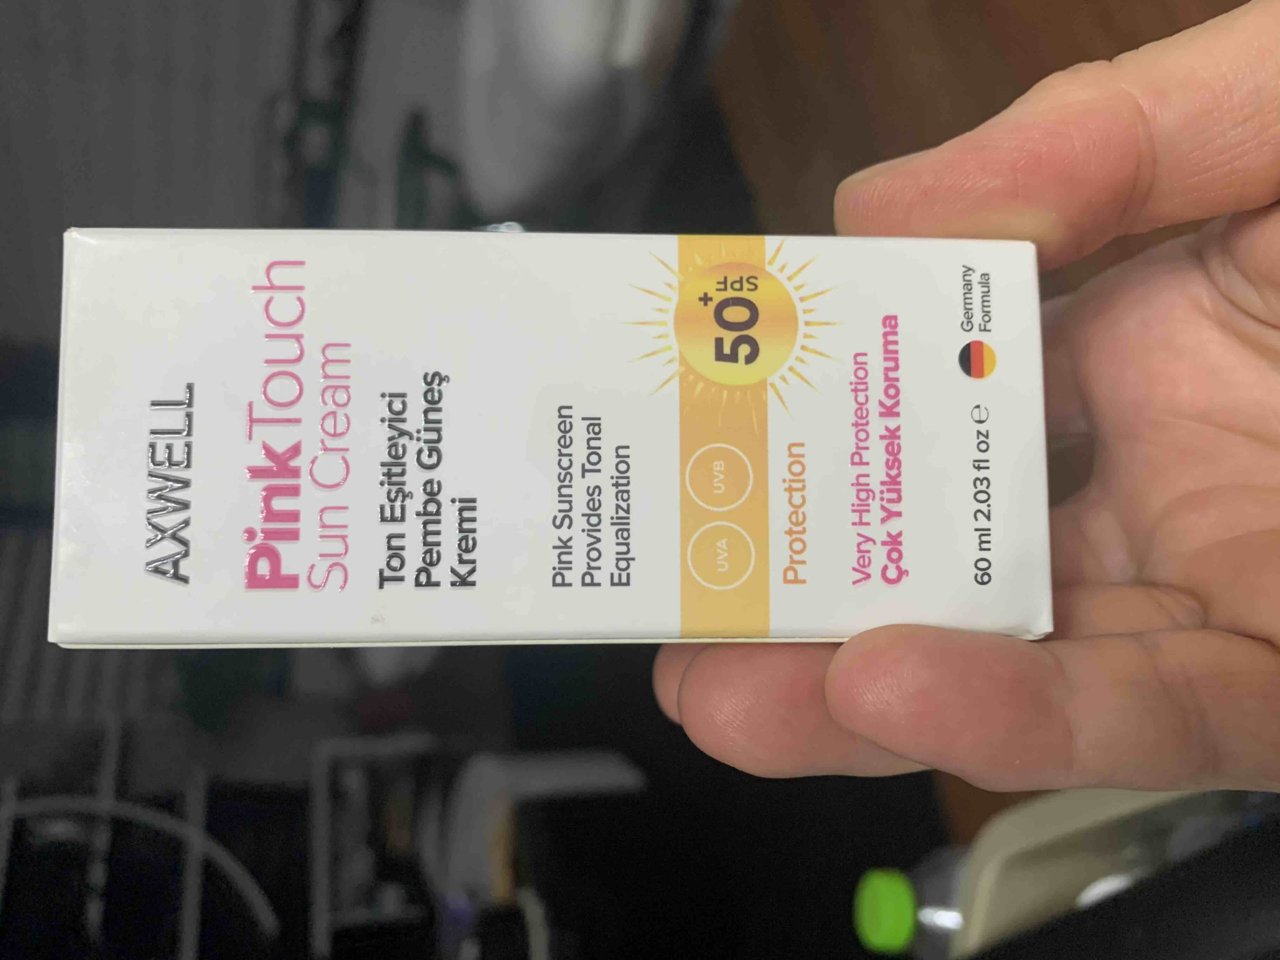 AXWELL
PinkTouch
Sun Cream
Ton Eşitleyici
Pembe Güneş
Kremi
Pink Sunscreen
Provides Tonal
Equalization
UVA UVB
50+
SPF
Protection
Very High Protection
Çok Yüksek Koruma
60 ml 2.03 fl oz ℮
Germany
Formula